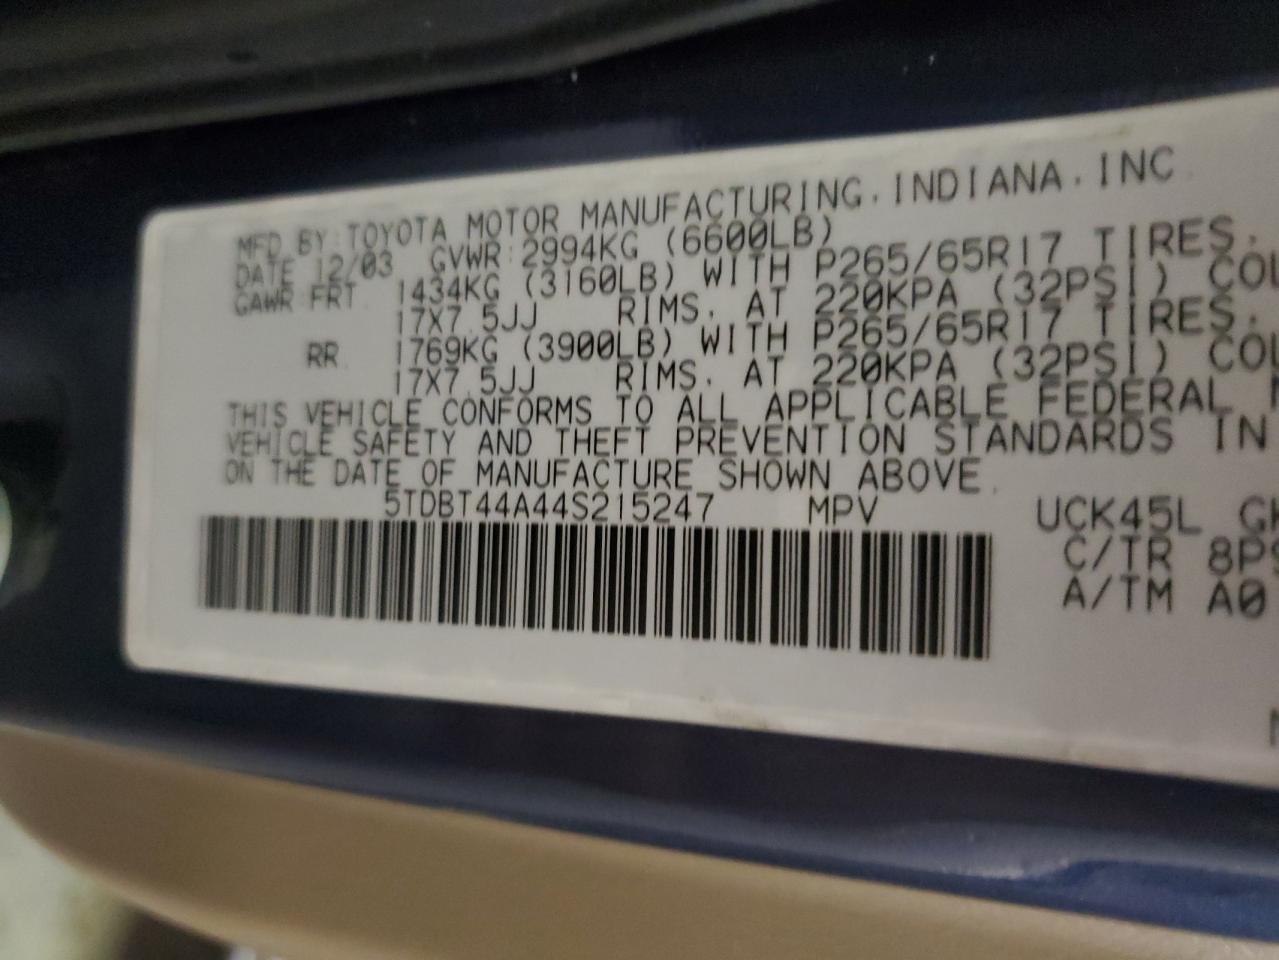 MFD BY:TOYOTA MOTOR MANUFACTURING.INDIANA.INC
DATE 12/03 GVWR:2994KG (6600LB)
GAWR:FRT 1434KG (3160LB) WITH P265/65R17 TIRES.
17X7.5JJ RIMS. AT 220KPA (32PSI)
RR 1769KG (3900LB) WITH P265/65R17 TIRES.
17X7.5JJ RIMS. AT 220KPA (32PSI)
THIS VEHICLE CONFORMS TO ALL APPLICABLE FEDERAL
VEHICLE SAFETY AND THEFT PREVENTION STANDARDS IN
ON THE DATE OF MANUFACTURE SHOWN ABOVE.
5TDBT44A44S215247 MPV UCK45L
C/TR 8P
A/TM A0